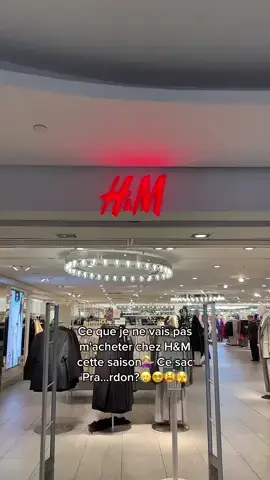 H&M
Ce que je ne vais pas
m'acheter chez H&M
cette saison🙅‍♀️ Ce sac
Pra...rdon?🤨🤫😫🫣